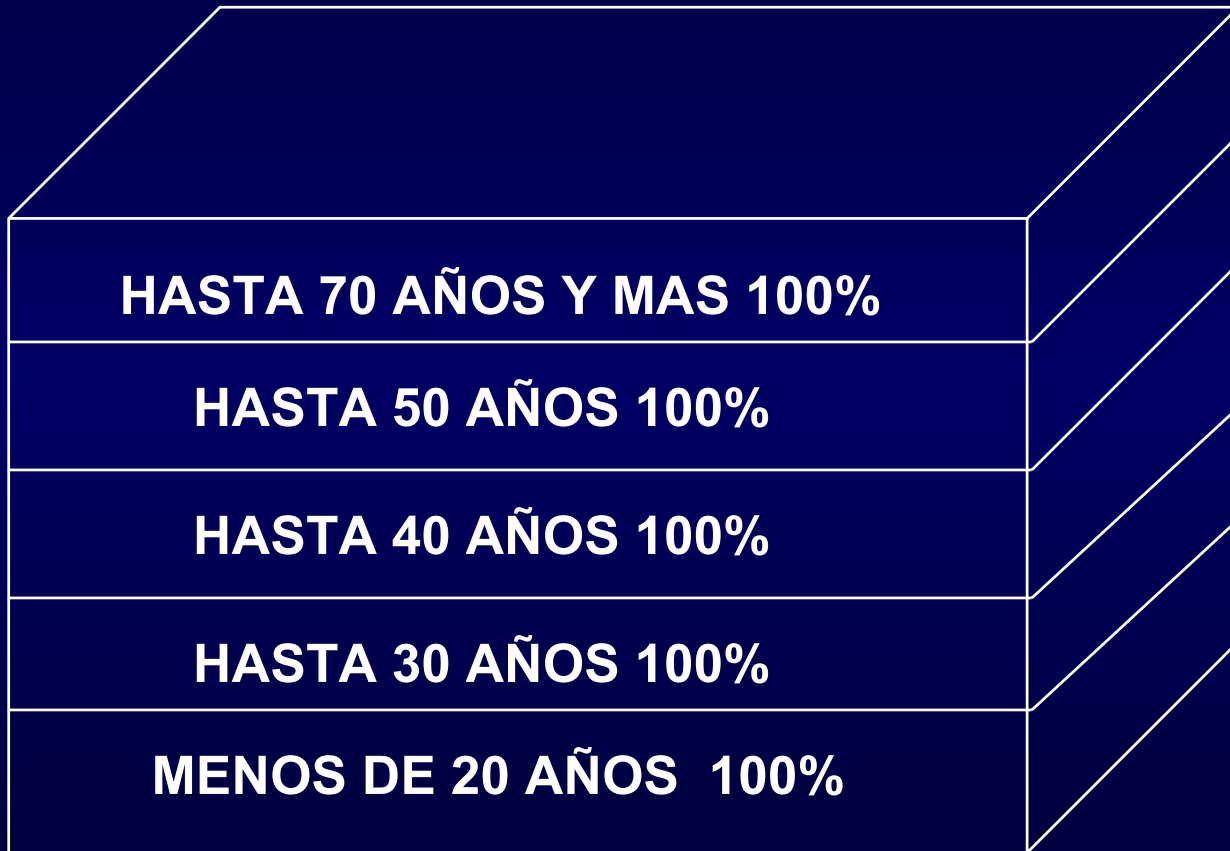 HASTA 70 AÑOS Y MAS 100%
HASTA 50 AÑOS 100%
HASTA 40 AÑOS 100%
HASTA 30 AÑOS 100%
MENOS DE 20 AÑOS 100%